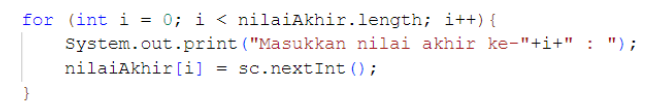 for (int i = 0; i < nilaiAkhir.length; i++){
    System.out.print("Masukkan nilai akhir ke-"+i+" : ");
    nilaiAkhir[i] = sc.nextInt();
}